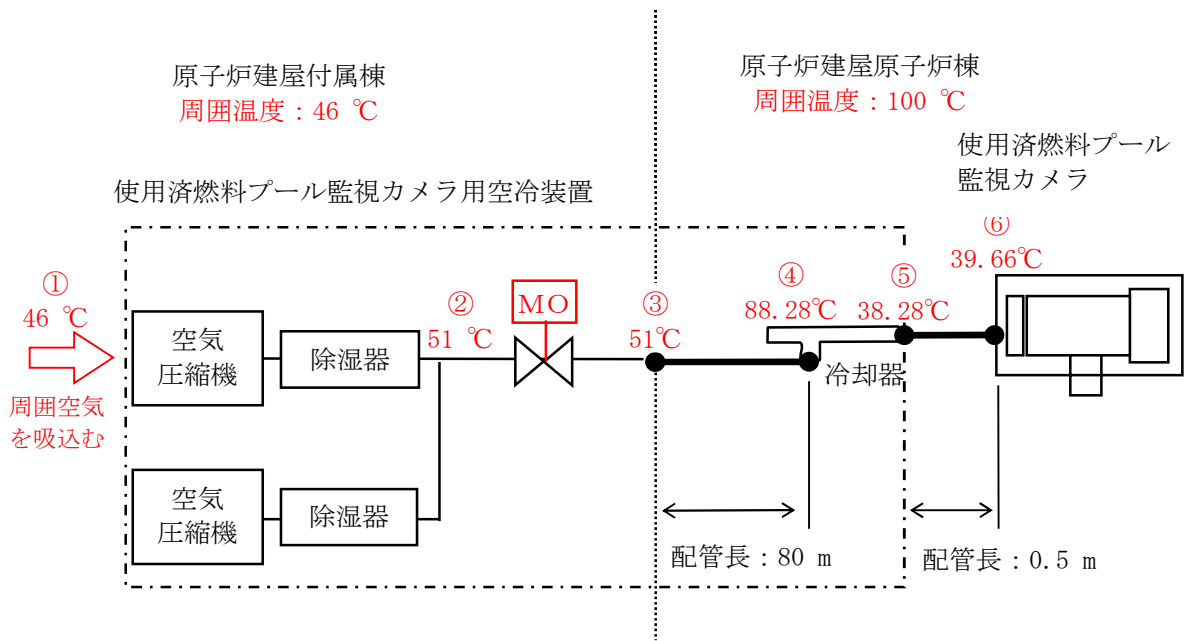 原子炉建屋付属棟
周囲温度：46 ℃
原子炉建屋原子炉棟
周囲温度：100 ℃
使用済燃料プール
監視カメラ
使用済燃料プール監視カメラ用空冷装置
①
46 ℃
周囲空気
を吸込む
空気
圧縮機
除湿器
②
51 ℃
MO
③
51℃
④
88.28℃
⑤
38.28℃
⑥
39.66℃
冷却器
空気
圧縮機
除湿器
配管長：80 m
配管長：0.5 m